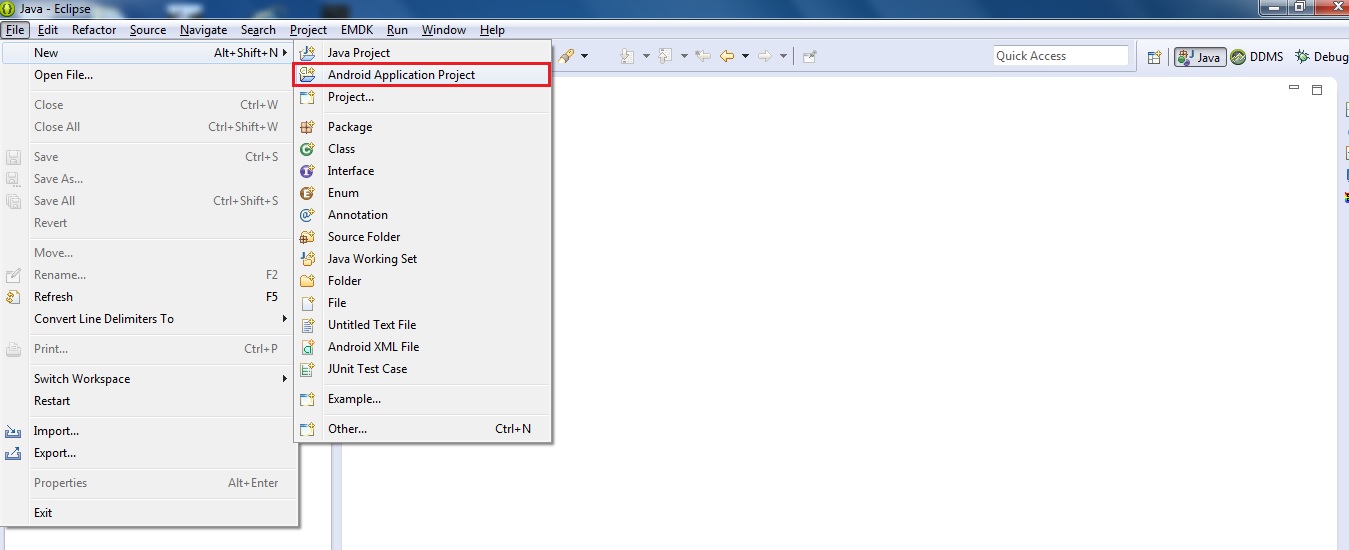 Java - Eclipse
File Edit Refactor Source Navigate Search Project EMDK Run Window Help
New Alt+Shift+N
Open File...
Close Ctrl+W
Close All Ctrl+Shift+W
Save Ctrl+S
Save As...
Save All Ctrl+Shift+S
Revert
Move...
Rename... F2
Refresh F5
Convert Line Delimiters To
Print... Ctrl+P
Switch Workspace
Restart
Import...
Export...
Properties Alt+Enter
Exit
Java Project
Android Application Project
Project...
Package
Class
Interface
Enum
Annotation
Source Folder
Java Working Set
Folder
File
Untitled Text File
Android XML File
JUnit Test Case
Example...
Other... Ctrl+N
Quick Access
Java DDMS Debug